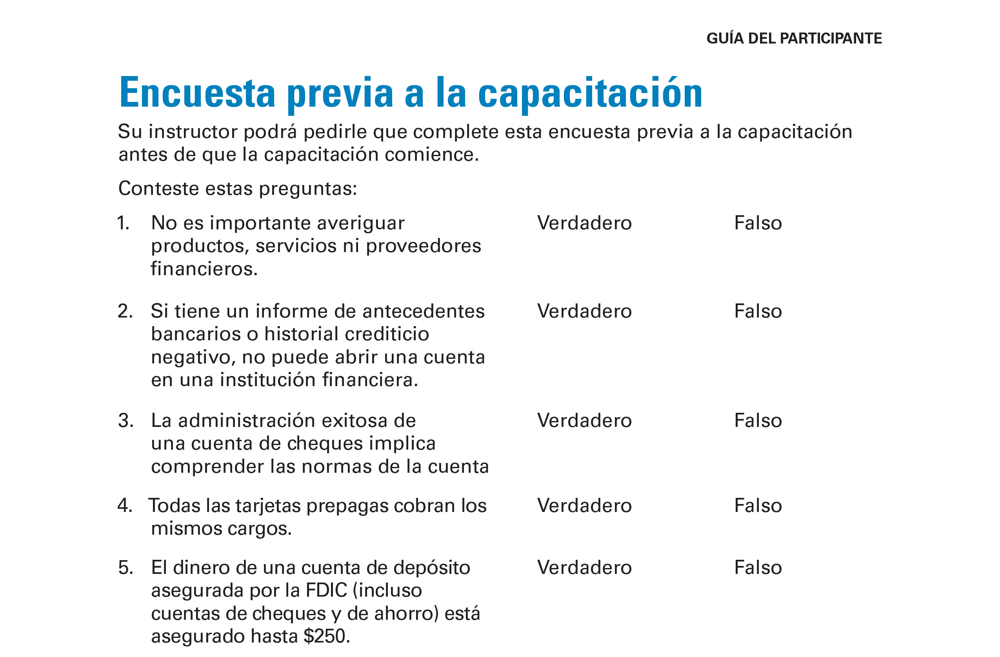 GUÍA DEL PARTICIPANTE
Encuesta previa a la capacitación
Su instructor podrá pedirle que complete esta encuesta previa a la capacitación
antes de que la capacitación comience.
Conteste estas preguntas:
1. No es importante averiguar Verdadero Falso
productos, servicios ni proveedores
financieros.
2. Si tiene un informe de antecedentes Verdadero Falso
bancarios o historial crediticio
negativo, no puede abrir una cuenta
en una institución financiera.
3. La administración exitosa de Verdadero Falso
una cuenta de cheques implica
comprender las normas de la cuenta
4. Todas las tarjetas prepagas cobran los Verdadero Falso
mismos cargos.
5. El dinero de una cuenta de depósito Verdadero Falso
asegurada por la FDIC (incluso
cuentas de cheques y de ahorro) está
asegurado hasta $250.